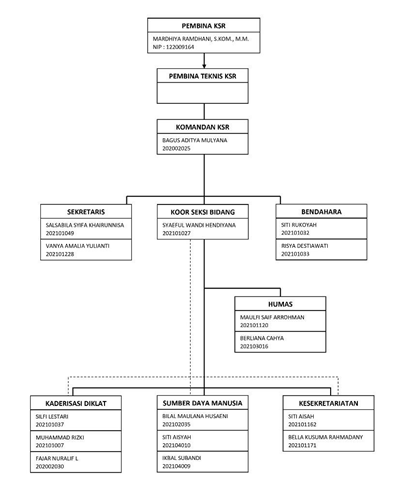 PEMBINA KSR
MARDHIYA RAMDHANI, S.KOM., M.M.
NIP : 122009164
PEMBINA TEKNIS KSR
KOMANDAN KSR
BAGUS ADITYA MULYANA
202002025
SEKRETARIS
SALSABILA SYIFA KHAIRUNNISA
202101049
VANYA AMALIA YULIANTI
202101228
KOOR SEKSI BIDANG
SYAEFUL WANDI HENDIYANA
202101027
BENDAHARA
SITI RUKOYAH
202101032
RISYA DESTIAWATI
202101033
HUMAS
MAULFI SAIF ARROHMAN
202101120
BERLIANA CAHYA
202103016
KADERISASI DIKLAT
SILFI LESTARI
202101037
MUHAMMAD RIZKI
202101007
FAJAR NURALIF L
202002030
SUMBER DAYA MANUSIA
BILAL MAULANA HUSAENI
202102035
SITI AISYAH
202104010
IKBAL SUBANDI
202104009
KESEKRETARIATAN
SITI AISAH
202101162
BELLA KUSUMA RAHMADANY
202101171